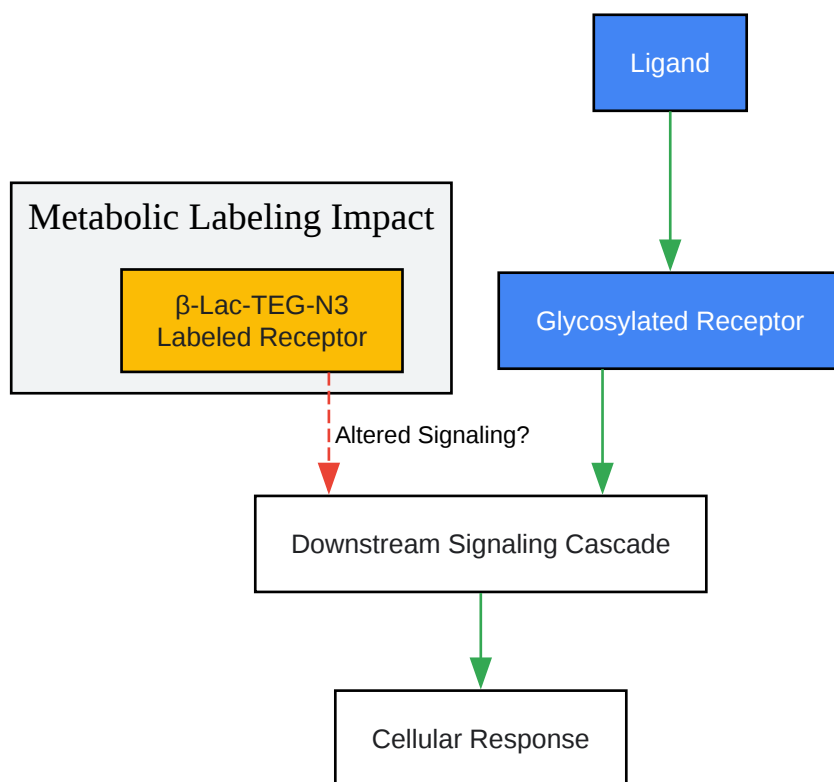 Ligand
Metabolic Labeling Impact
β-Lac-TEG-N3
Labeled Receptor
Glycosylated Receptor
Altered Signaling?
Downstream Signaling Cascade
Cellular Response